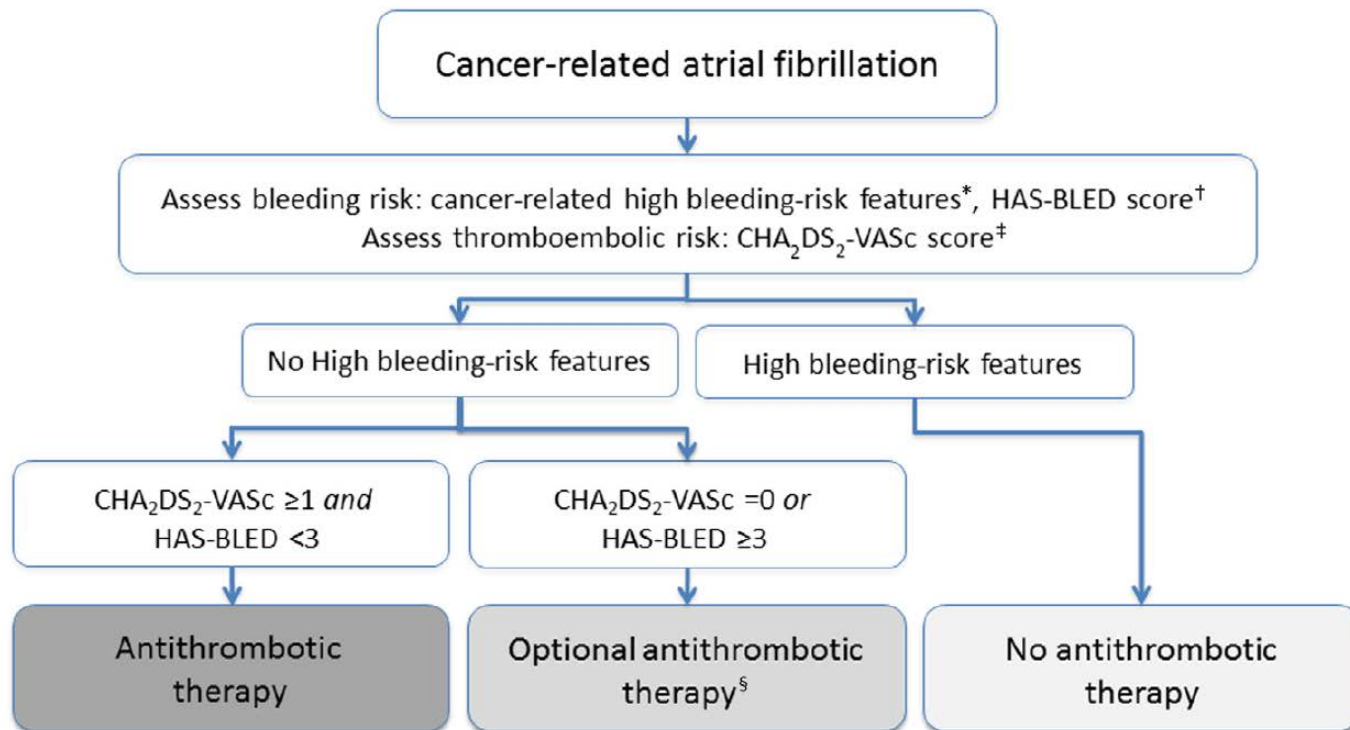 Cancer-related atrial fibrillation
Assess bleeding risk: cancer-related high bleeding-risk features*, HAS-BLED score†
Assess thromboembolic risk: CHA₂DS₂-VASc score‡
No High bleeding-risk features
High bleeding-risk features
CHA₂DS₂-VASc ≥1 and
HAS-BLED <3
CHA₂DS₂-VASc =0 or
HAS-BLED ≥3
Antithrombotic
therapy
Optional antithrombotic
therapy§
No antithrombotic
therapy